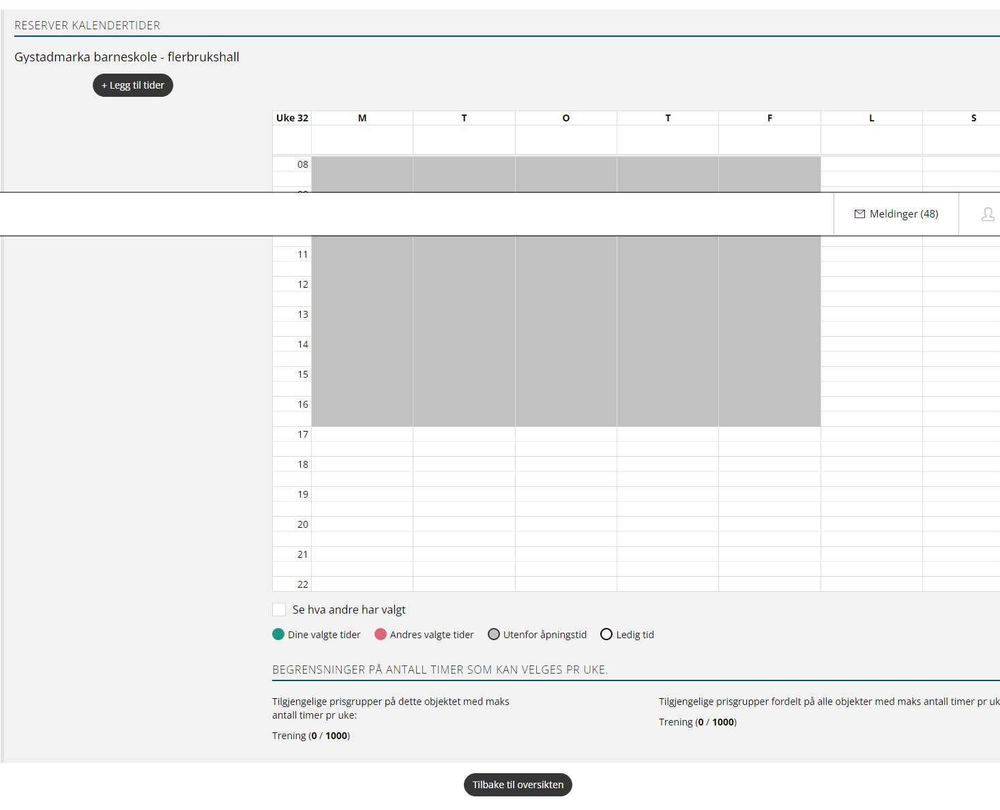 RESERVER KALENDERTIDER
Gystadmarka barneskole - flerbrukshall
+ Legg til tider
Uke 32 M T O T F L S
08
Meldinger (48)
11
12
13
14
15
16
17
18
19
20
21
22
Se hva andre har valgt
Dine valgte tider Andres valgte tider Utenfor åpningstid Ledig tid
BEGRENSNINGER PÅ ANTALL TIMER SOM KAN VELGES PR UKE.
Tilgjengelige prisgrupper på dette objektet med maks
antall timer pr uke:
Trening (0 / 1000)
Tilgjengelige prisgrupper fordelt på alle objekter med maks antall timer pr uk
Trening (0 / 1000)
Tilbake til oversikten